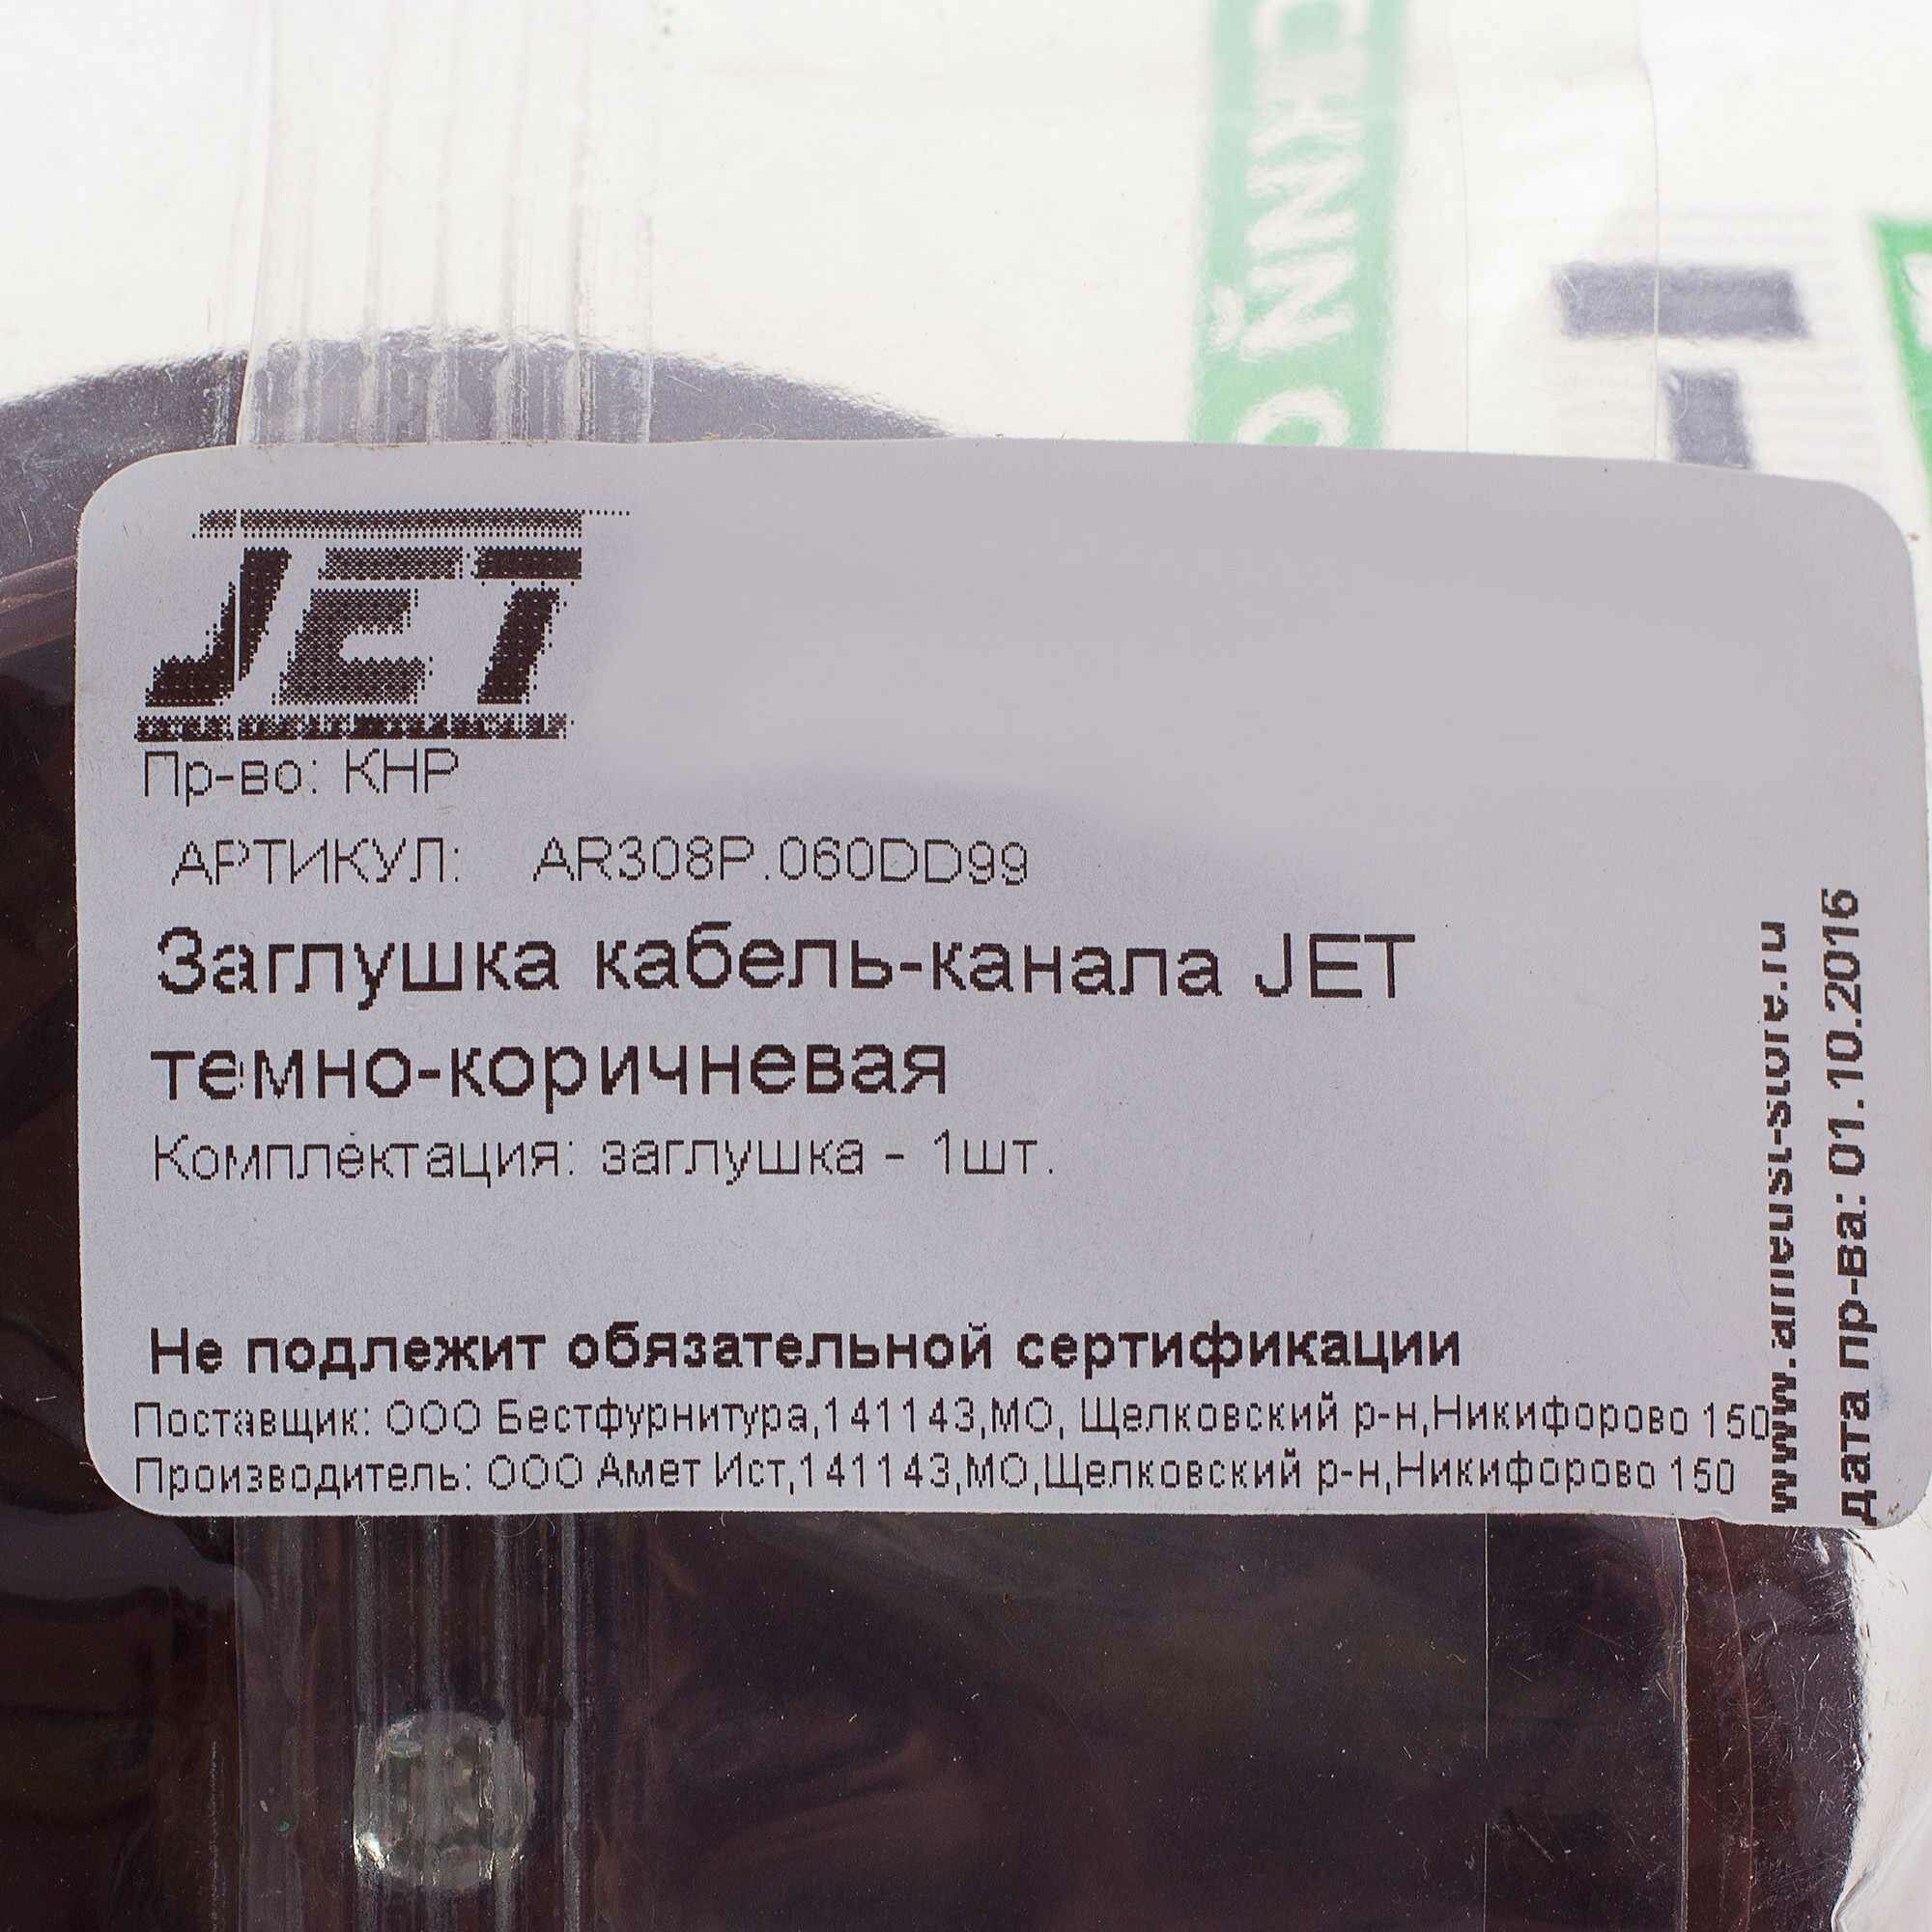 JET
Пр-во: КНР
АРТИКУЛ: AR308P.060DD99
Заглушка кабель-канала JET
темно-коричневая
Комплектация: заглушка - 1шт.
Не подлежит обязательной сертификации
Поставщик: ООО Бестфурнитура,141143,МО, Щелковский р-н,Никифорово 150
Производитель: ООО Амет Ист,141143,МО,Щелковский р-н,Никифорово 150
дата пр-ва: 01.10.2016